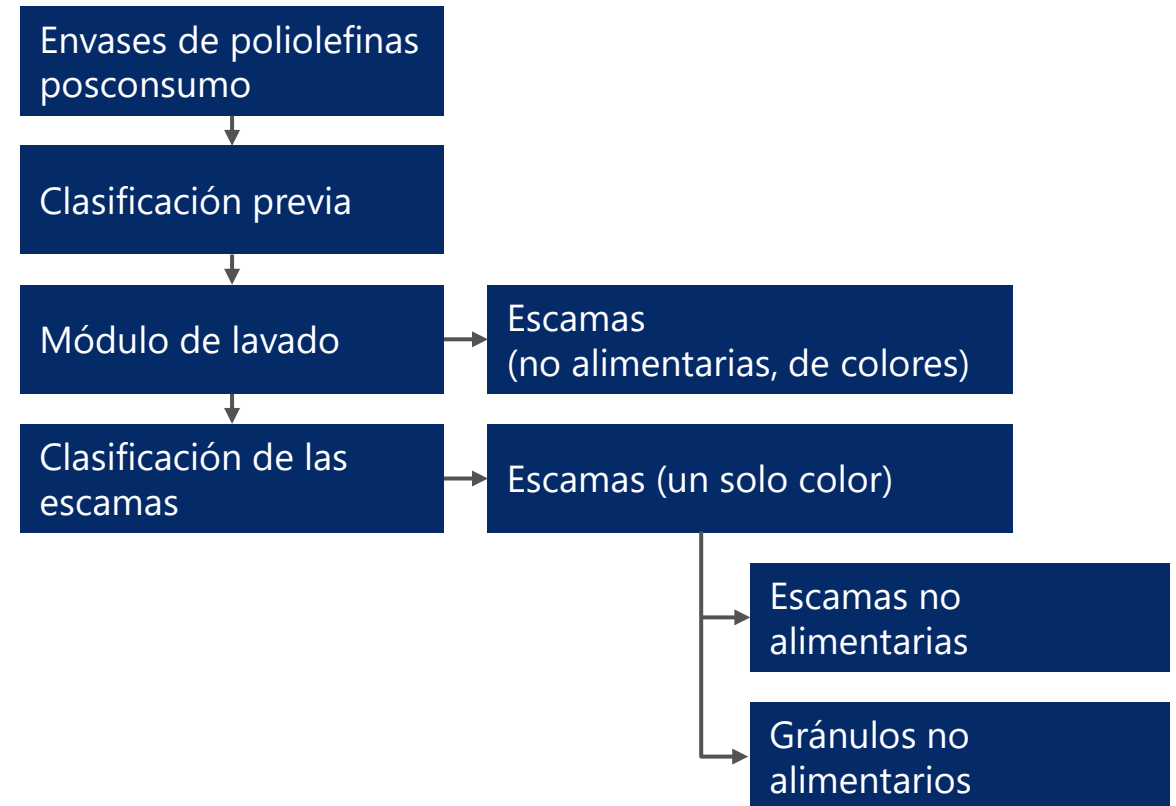 Envases de poliolefinas
posconsumo
Clasificación previa
Módulo de lavado
Escamas
(no alimentarias, de colores)
Clasificación de las
escamas
Escamas (un solo color)
Escamas no
alimentarias
Gránulos no
alimentarios